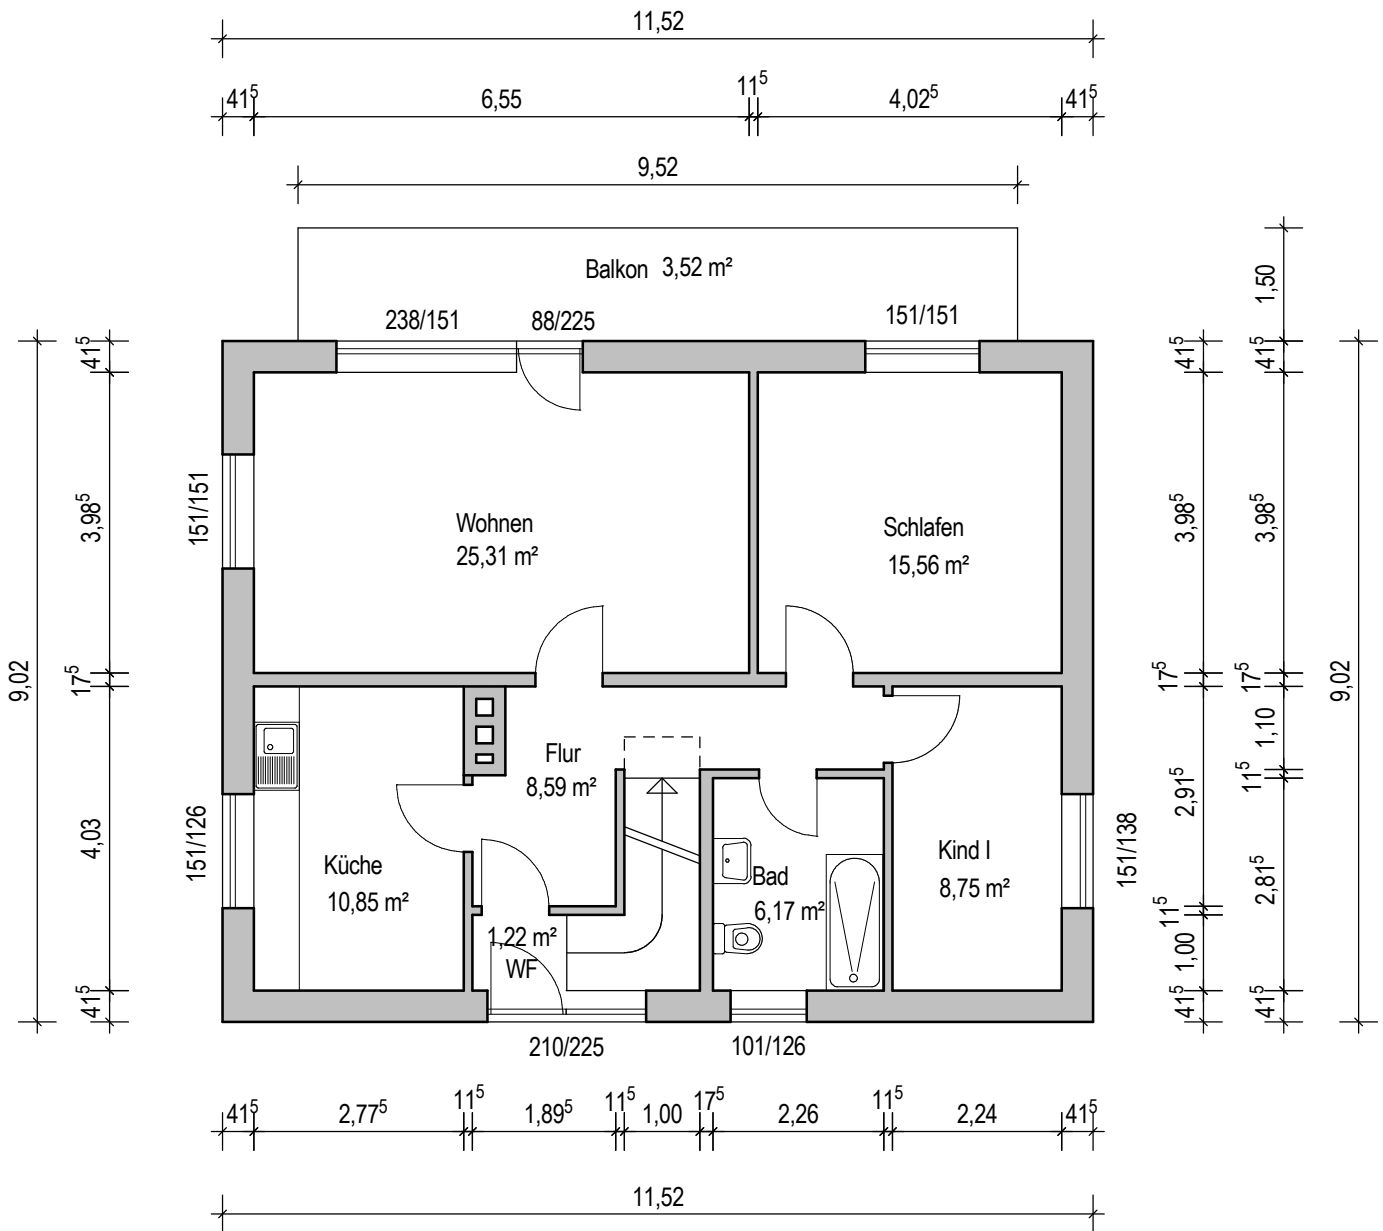 11,52
41⁵ 6,55 11⁵ 4,02⁵ 41⁵
9,52
Balkon 3,52 m²
238/151 88/225 151/151
9,02
41⁵
3,98⁵
17⁵
4,03
41⁵
151/151
151/126
Wohnen
25,31 m²
Schlafen
15,56 m²
Flur
8,59 m²
Küche
10,85 m²
Bad
6,17 m²
Kind I
8,75 m²
1,22 m²
WF
151/138
41⁵
3,98⁵
17⁵
2,91⁵
11⁵
1,00
41⁵
1,50
41⁵
3,98⁵
17⁵
1,10
11⁵
2,81⁵
41⁵
9,02
210/225 101/126
41⁵ 2,77⁵ 11⁵ 1,89⁵ 11⁵ 1,00 17⁵ 2,26 11⁵ 2,24 41⁵
11,52